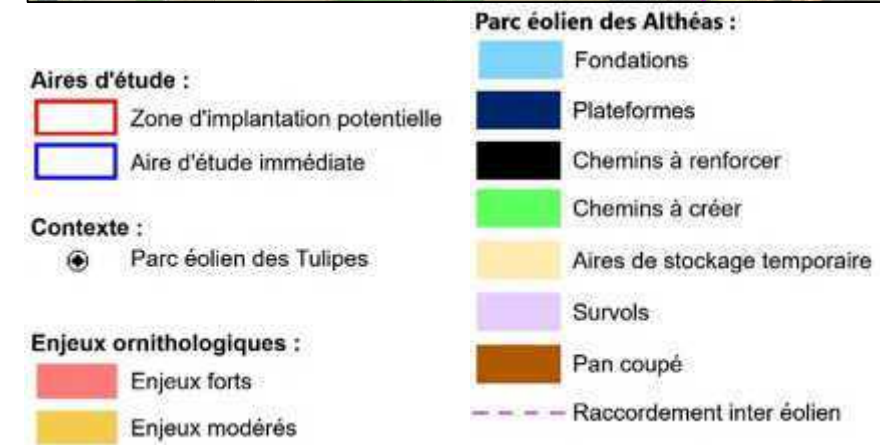 Aires d'étude :
Zone d'implantation potentielle
Aire d'étude immédiate
Contexte :
Parc éolien des Tulipes
Enjeux ornithologiques :
Enjeux forts
Enjeux modérés
Parc éolien des Althéas :
Fondations
Plateformes
Chemins à renforcer
Chemins à créer
Aires de stockage temporaire
Survols
Pan coupé
Raccordement inter éolien